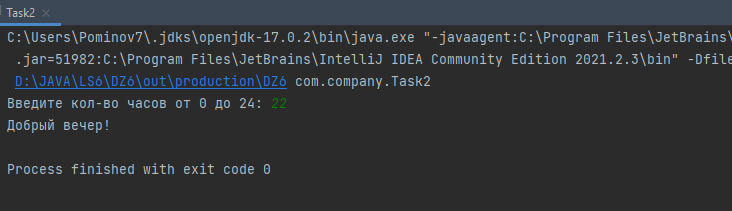 Task2
C:\Users\Pominov7\.jdks\openjdk-17.0.2\bin\java.exe "-javaagent:C:\Program Files\JetBrains\
.jar=51982:C:\Program Files\JetBrains\IntelliJ IDEA Community Edition 2021.2.3\bin" -Dfile
D:\JAVA\LS6\DZ6\out\production\DZ6 com.company.Task2
Введите кол-во часов от 0 до 24: 22
Добрый вечер!
Process finished with exit code 0